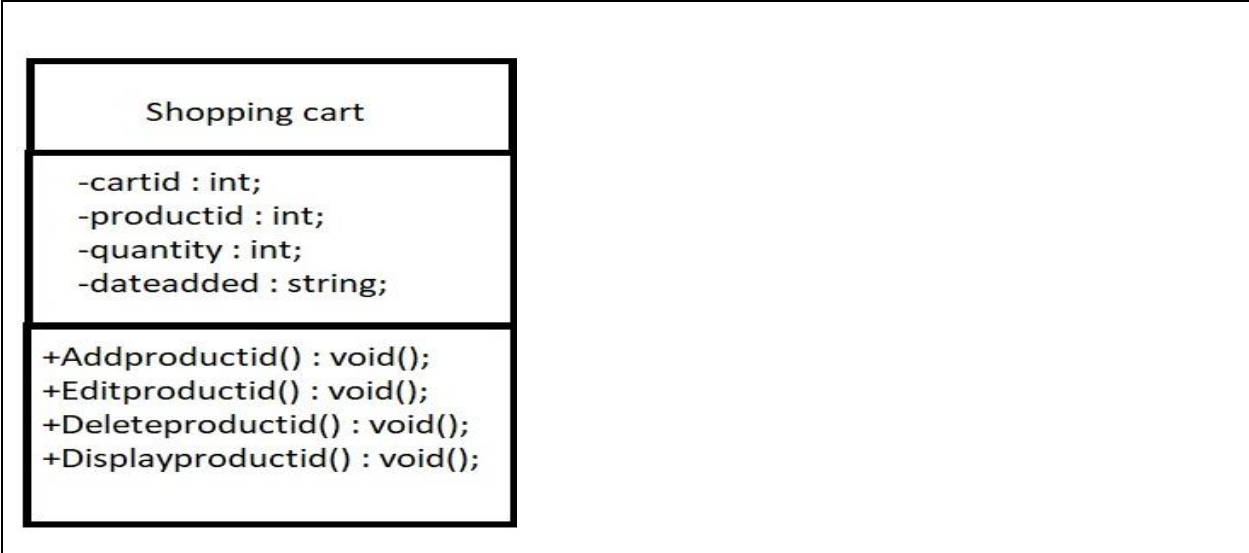 Shopping cart
-cartid : int;
-productid : int;
-quantity : int;
-dateadded : string;
+Addproductid() : void();
+Editproductid() : void();
+Deleteproductid() : void();
+Displayproductid() : void();